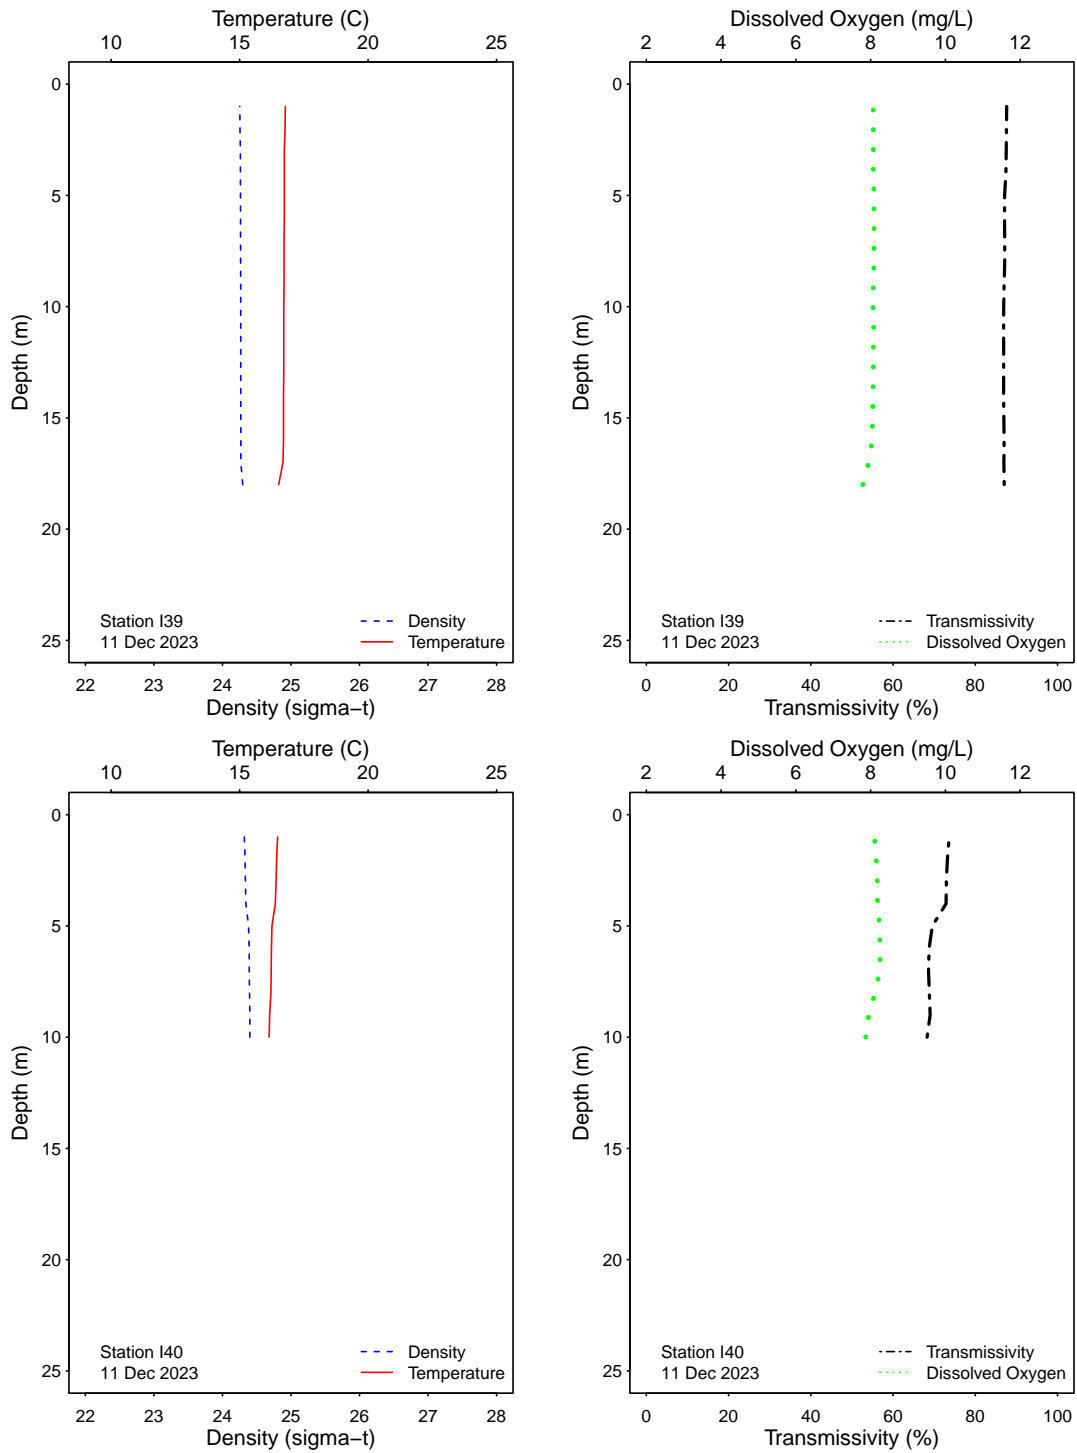 Temperature (C)
10 15 20 25
0
5
10
15
20
25
Depth (m)
Station I39
11 Dec 2023
Density
Temperature
22 23 24 25 26 27 28
Density (sigma−t)
Dissolved Oxygen (mg/L)
2 4 6 8 10 12
0
5
10
15
20
25
Depth (m)
Station I39
11 Dec 2023
Transmissivity
Dissolved Oxygen
0 20 40 60 80 100
Transmissivity (%)
Temperature (C)
10 15 20 25
0
5
10
15
20
25
Depth (m)
Station I40
11 Dec 2023
Density
Temperature
22 23 24 25 26 27 28
Density (sigma−t)
Dissolved Oxygen (mg/L)
2 4 6 8 10 12
0
5
10
15
20
25
Depth (m)
Station I40
11 Dec 2023
Transmissivity
Dissolved Oxygen
0 20 40 60 80 100
Transmissivity (%)